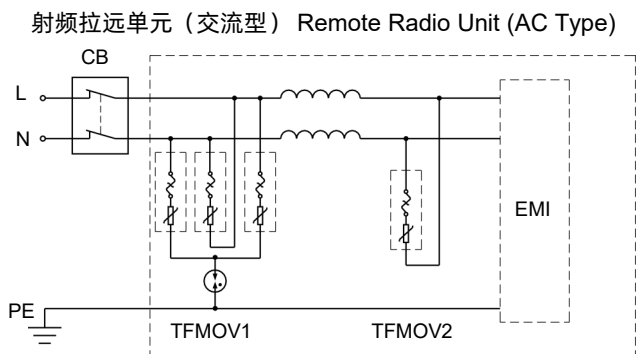 射频拉远单元（交流型） Remote Radio Unit (AC Type)
CB
L
N
EMI
PE
TFMOV1
TFMOV2